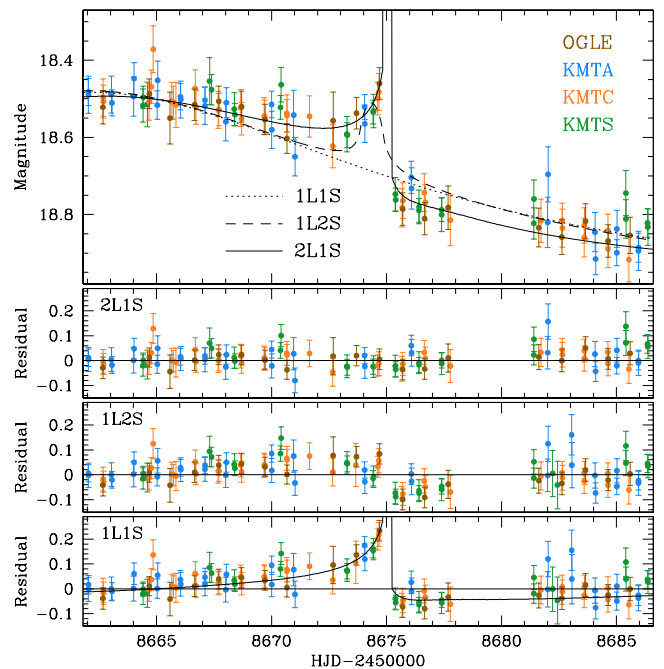 18.4
18.6
18.8
Magnitude
OGLE
KMTA
KMTC
KMTS
1L1S
1L2S
2L1S
2L1S
0.2
0.1
0
−0.1
Residual
1L2S
0.2
0.1
0
−0.1
Residual
1L1S
0.2
0.1
0
−0.1
Residual
8665
8670
8675
8680
8685
HJD−2450000